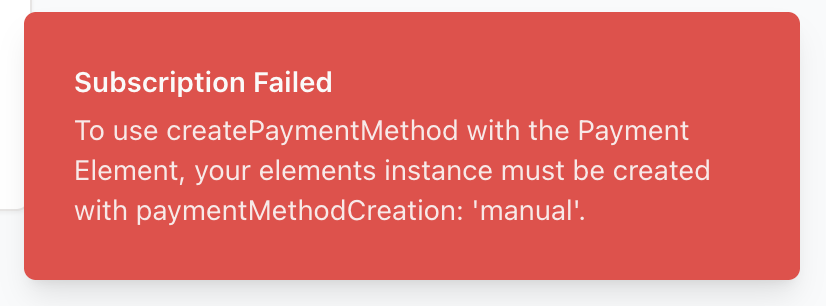 Subscription Failed
To use createPaymentMethod with the Payment
Element, your elements instance must be created
with paymentMethodCreation: 'manual'.